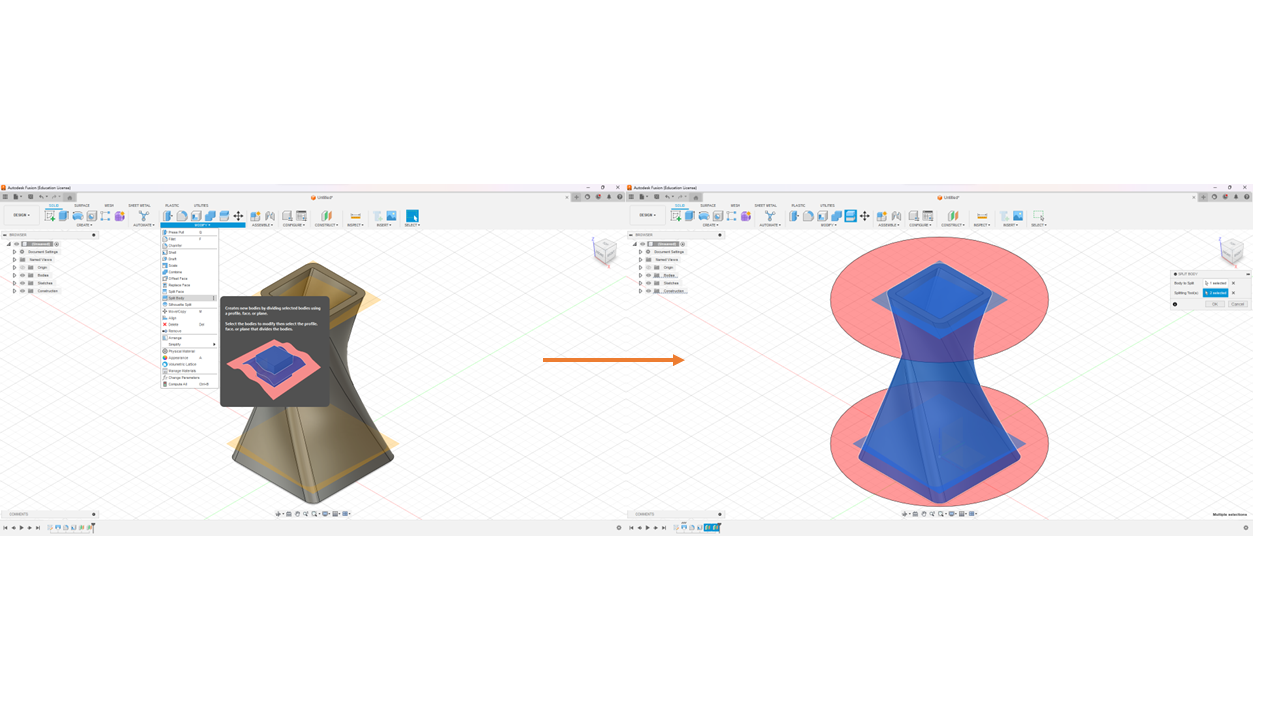 Autodesk Fusion (Education License)
Untitled*
SOLID SURFACE MESH SHEET METAL PLASTIC UTILITIES
DESIGN
CREATE AUTOMATE MODIFY ASSEMBLE CONFIGURE CONSTRUCT INSPECT INSERT SELECT
BROWSER
Document Settings
Named Views
Origin
Bodies
Sketches
Construction
Press Pull Q
Fillet F
Chamfer
Shell
Draft
Scale
Combine
Offset Face
Replace Face
Split Face
Split Body
Silhouette Split
Move/Copy M
Align
Delete Del
Remove
Arrange
Simplify
Physical Material
Appearance A
Volumetric Lattice
Manage Materials
Change Parameters
Compute All Ctrl+B
Creates new bodies by dividing selected bodies using
a profile, face, or plane.
Select the bodies to modify then select the profile,
face, or plane that divides the bodies.
COMMENTS
Autodesk Fusion (Education License)
Untitled*
SOLID SURFACE MESH SHEET METAL PLASTIC UTILITIES
DESIGN
CREATE AUTOMATE MODIFY ASSEMBLE CONFIGURE CONSTRUCT INSPECT INSERT SELECT
BROWSER
Document Settings
Named Views
Origin
Bodies
Sketches
Construction
SPLIT BODY
Body to Split 1 selected
Splitting Tool(s) 2 selected
OK Cancel
COMMENTS
Multiple selections